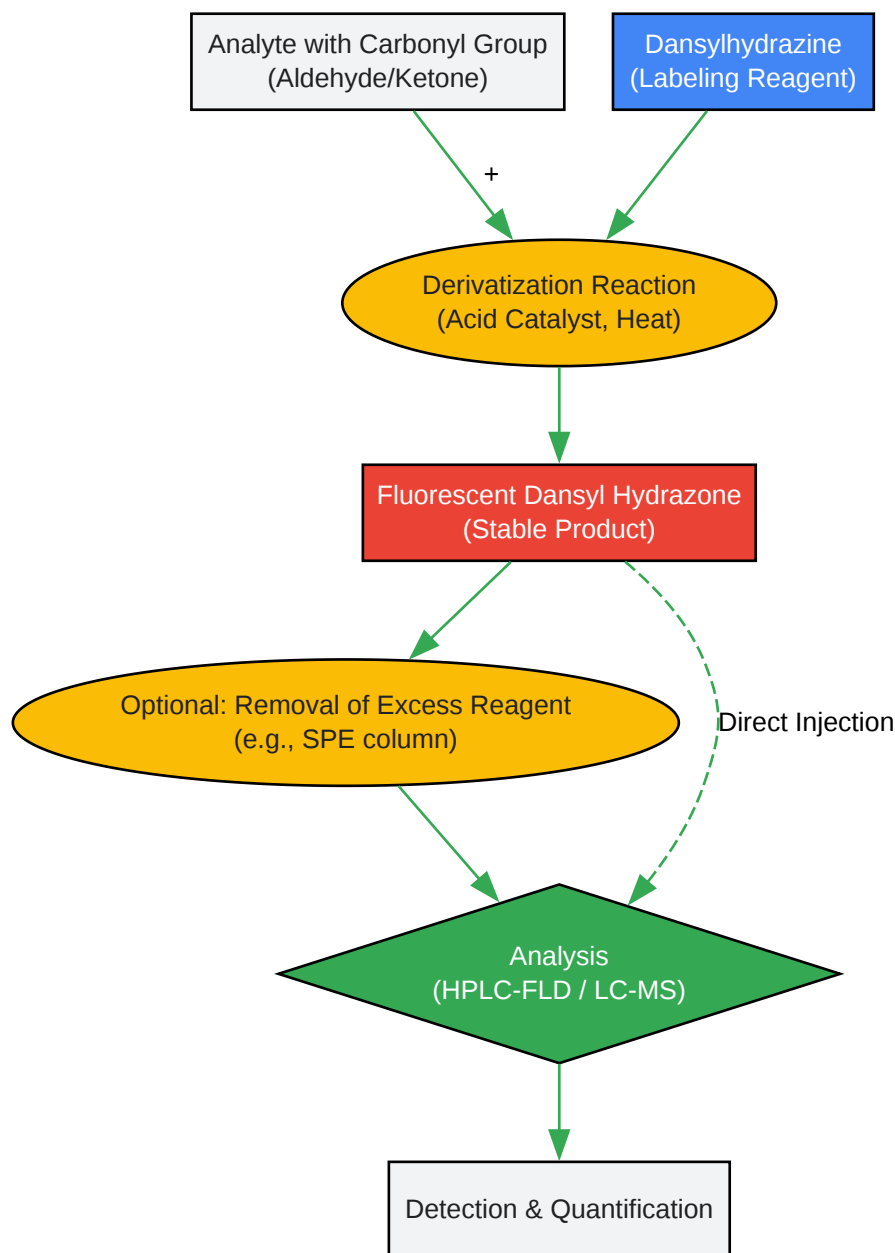 Analyte with Carbonyl Group
(Aldehyde/Ketone)
Dansylhydrazine
(Labeling Reagent)
+
Derivatization Reaction
(Acid Catalyst, Heat)
Fluorescent Dansyl Hydrazone
(Stable Product)
Optional: Removal of Excess Reagent
(e.g., SPE column)
Direct Injection
Analysis
(HPLC-FLD / LC-MS)
Detection & Quantification